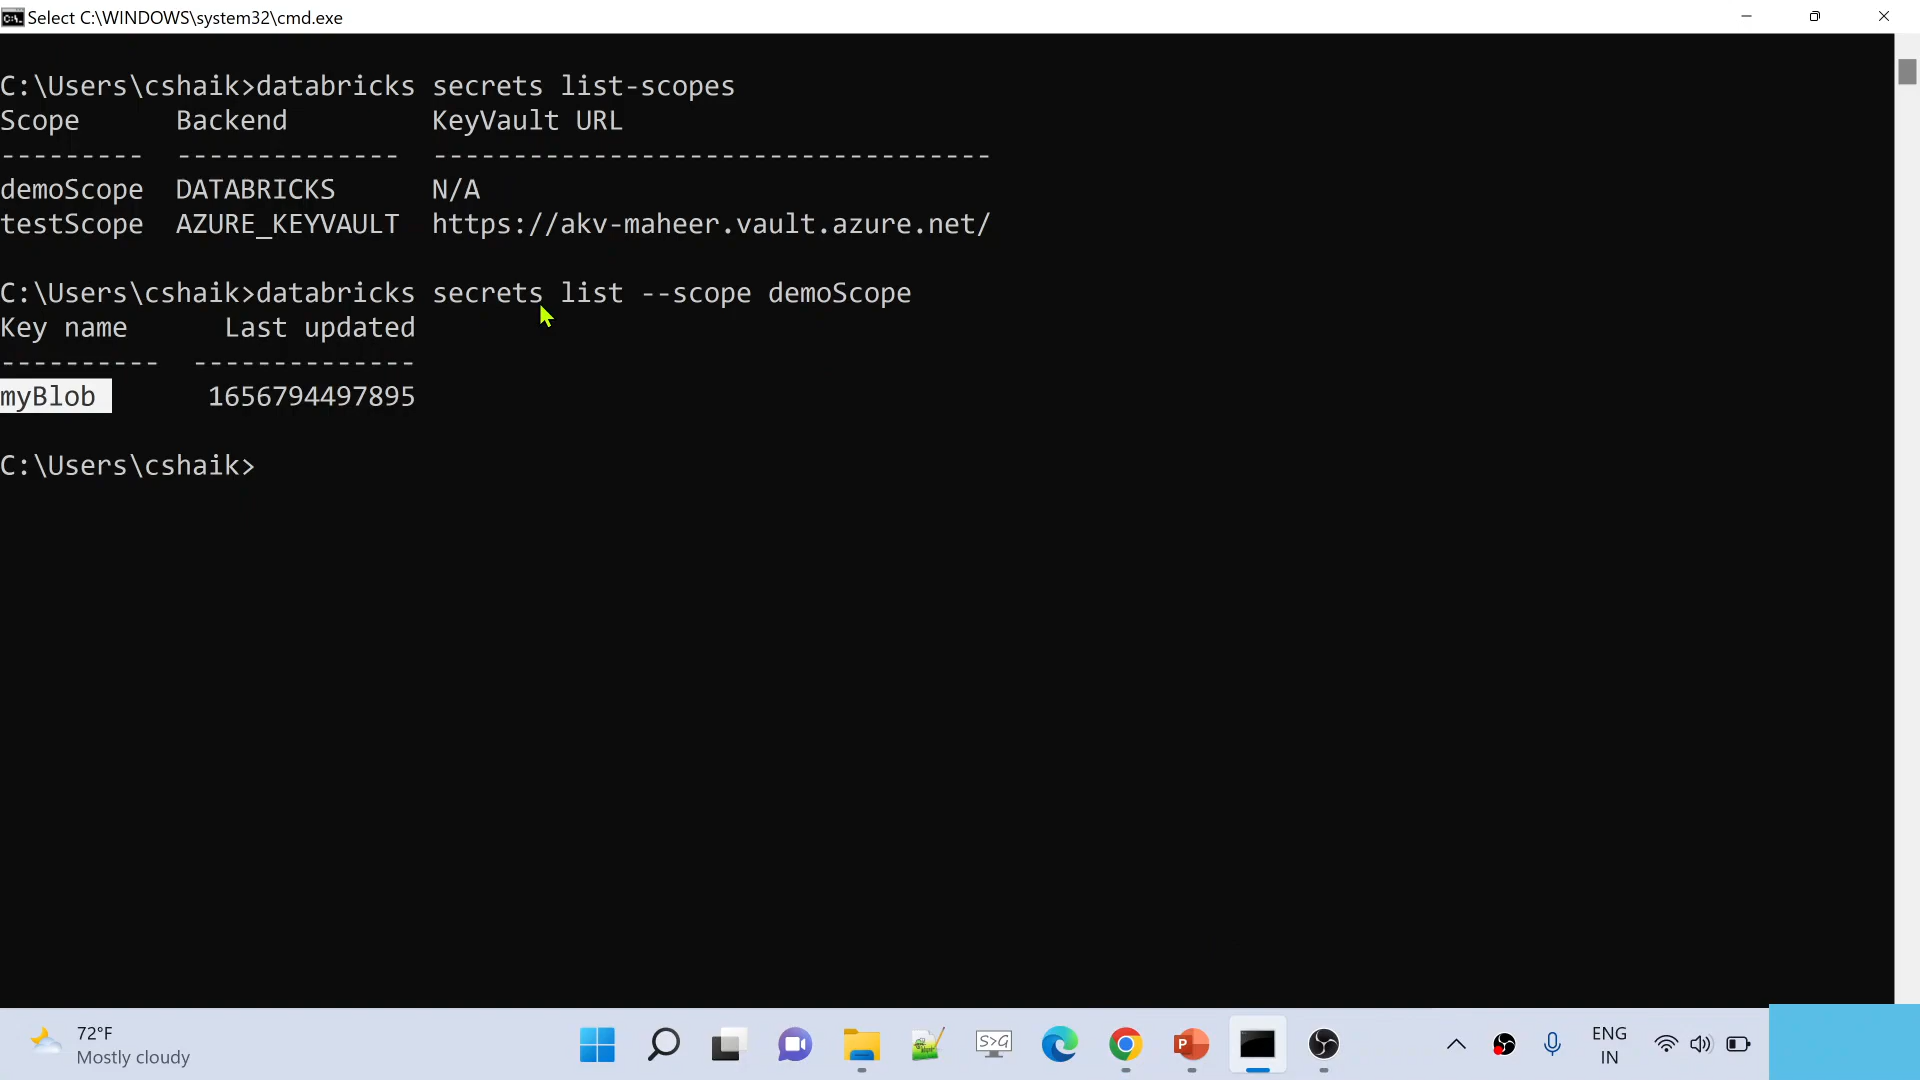 Select C:\WINDOWS\system32\cmd.exe
C:\Users\cshaik>databricks secrets list-scopes
Scope Backend KeyVault URL
--------- -------------- -----------------------------------
demoScope DATABRICKS N/A
testScope AZURE_KEYVAULT https://akv-maheer.vault.azure.net/
C:\Users\cshaik>databricks secrets list --scope demoScope
Key name Last updated
---------- --------------
myBlob 1656794497895
C:\Users\cshaik>
72°F
Mostly cloudy
S>G
P
ENG
IN